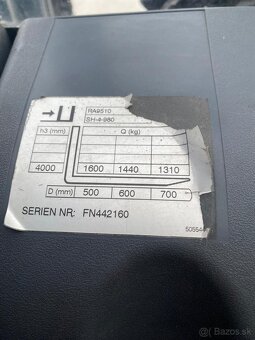 RA9510
SH-4-980
h3 (mm) Q (kg)
4000 1600 1440 1310
D (mm) 500 600 700
SERIEN NR: FN442160
bazos.sk